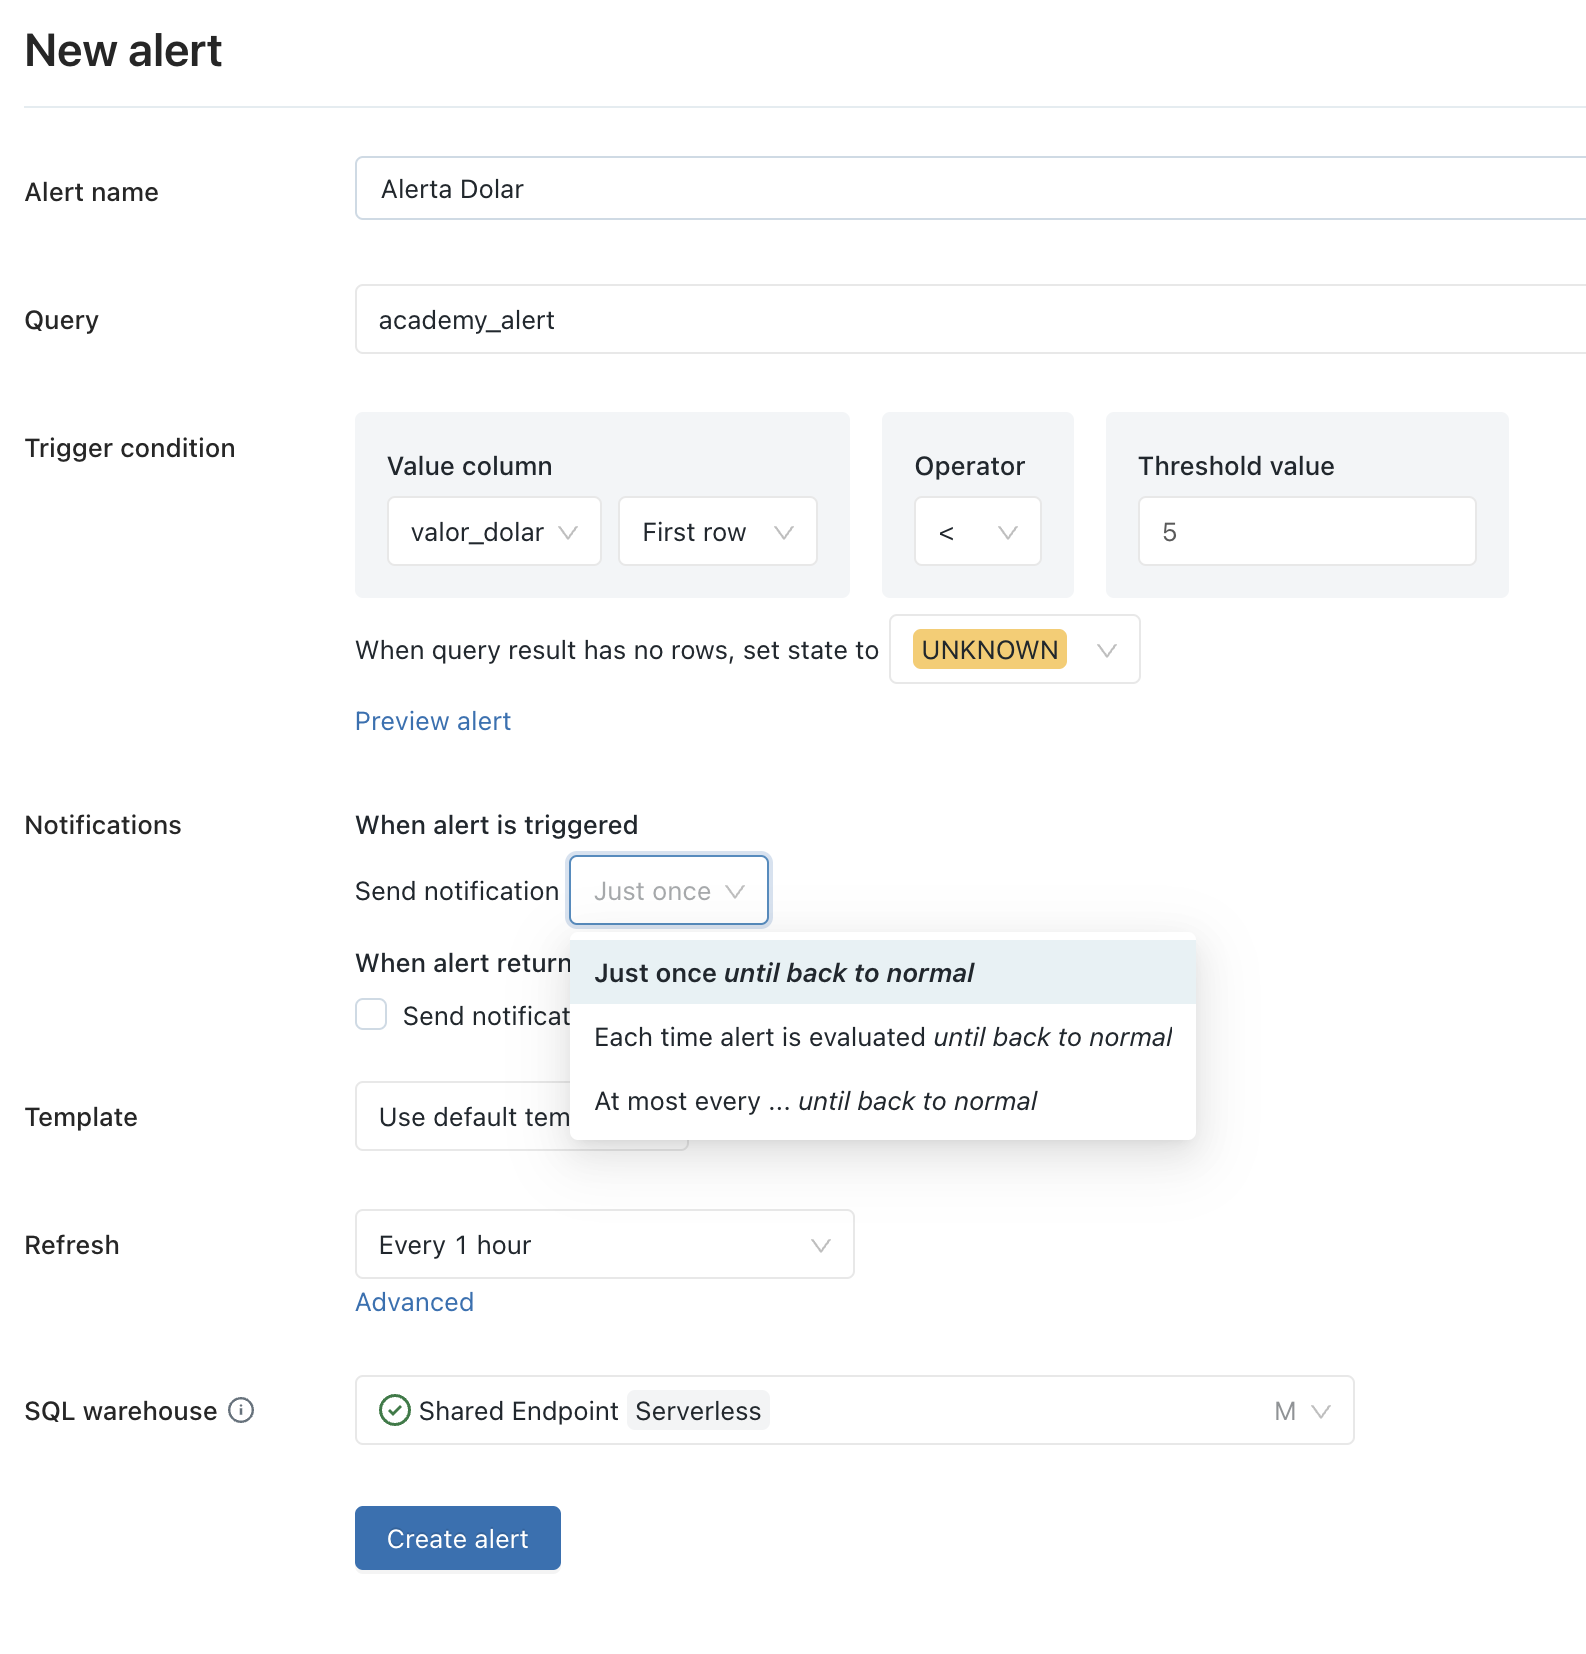 New alert
Alert name
Alerta Dolar
Query
academy_alert
Trigger condition
Value column
Operator
Threshold value
valor_dolar
First row
<
5
When query result has no rows, set state to UNKNOWN
Preview alert
Notifications
When alert is triggered
Send notification Just once
Just once until back to normal
When alert return
Send notificat
Each time alert is evaluated until back to normal
At most every ... until back to normal
Template
Use default tem
Refresh
Every 1 hour
Advanced
SQL warehouse
Shared Endpoint Serverless
M
Create alert